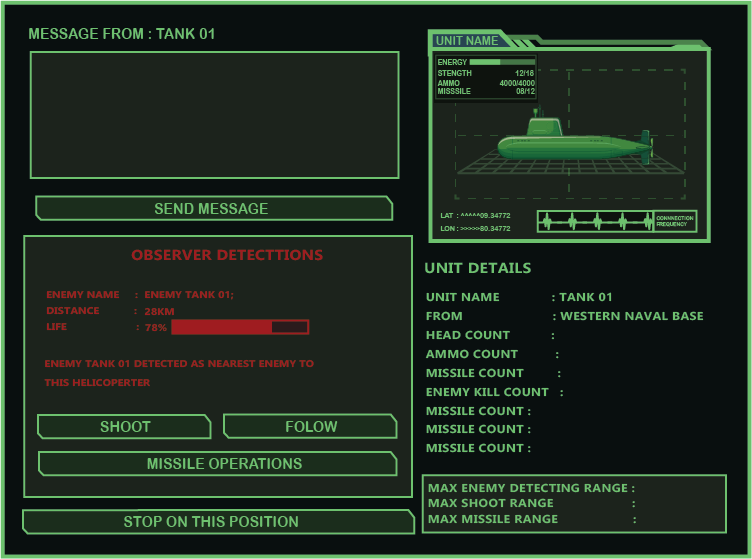 MESSAGE FROM : TANK 01
SEND MESSAGE
OBSERVER DETECTTIONS
ENEMY NAME : ENEMY TANK 01;
DISTANCE : 28KM
LIFE : 78%
ENEMY TANK 01 DETECTED AS NEAREST ENEMY TO
THIS HELICOPERTER
SHOOT
FOLOW
MISSILE OPERATIONS
STOP ON THIS POSITION
UNIT NAME
ENERGY
STENGTH 12/16
AMMO 4000/4000
MISSSILE 08/12
LAT : ^^^^^09.34772
LON : >>>>>80.34772
CONNNECTION
FREQUENCY
UNIT DETAILS
UNIT NAME : TANK 01
FROM : WESTERN NAVAL BASE
HEAD COUNT :
AMMO COUNT :
MISSILE COUNT :
ENEMY KILL COUNT :
MISSILE COUNT :
MISSILE COUNT :
MISSILE COUNT :
MAX ENEMY DETECTING RANGE :
MAX SHOOT RANGE :
MAX MISSILE RANGE :